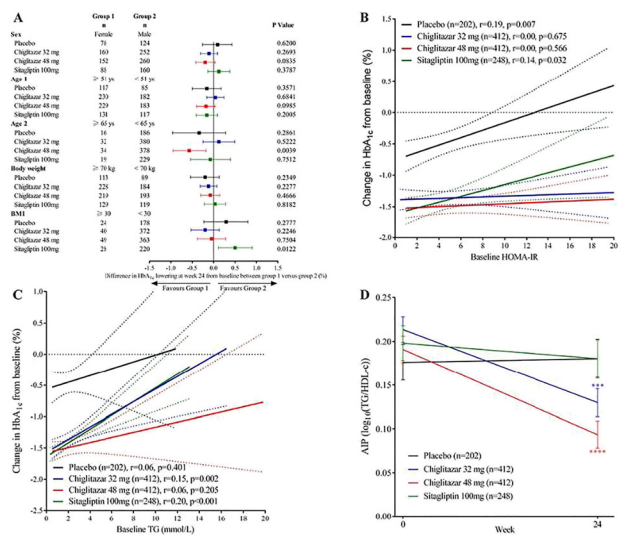 A
Group 1 Group 2
n n P Value
Sex Female Male
Placebo 78 124 0.6200
Chiglitazar 32 mg 160 252 0.2693
Chiglitazar 48 mg 152 260 0.0835
Sitagliptin 100mg 88 160 0.3787
Age 1 ≥ 51 ys < 51 ys
Placebo 117 85 0.3571
Chiglitazar 32 mg 230 182 0.6841
Chiglitazar 48 mg 229 183 0.0985
Sitagliptin 100mg 131 117 0.2005
Age 2 ≥ 65 ys < 65 ys
Placebo 16 186 0.2861
Chiglitazar 32 mg 32 380 0.5222
Chiglitazar 48 mg 34 378 0.0039
Sitagliptin 100mg 19 229 0.7512
Body weight ≥ 70 kg < 70 kg
Placebo 113 89 0.2349
Chiglitazar 32 mg 228 184 0.2277
Chiglitazar 48 mg 219 193 0.4666
Sitagliptin 100mg 129 119 0.8182
BMI ≥ 30 < 30
Placebo 24 178 0.2777
Chiglitazar 32 mg 40 372 0.2246
Chiglitazar 48 mg 49 363 0.7504
Sitagliptin 100mg 28 220 0.0122
-1.5 -1.0 -0.5 0.0 0.5 1.0 1.5
Difference in HbA1c lowering at week 24 from baseline between group 1 versus group 2 (%)
Favours Group 1 Favours Group 2
B
Placebo (n=202), r=0.19, p=0.007
Chiglitazar 32 mg (n=412), r=0.00, p=0.675
Chiglitazar 48 mg (n=412), r=0.00, p=0.566
Sitagliptin 100mg (n=248), r=0.14, p=0.032
Change in HbA1c from baseline (%)
1.0
0.5
0.0
-0.5
-1.0
-1.5
-2.0
0 2 4 6 8 10 12 14 16 18 20
Baseline HOMA-IR
C
Change in HbA1c from baseline (%)
0.5
0.0
-0.5
-1.0
-1.5
-2.0
-2.5
Placebo (n=202), r=0.06, p=0.401
Chiglitazar 32 mg (n=412), r=0.15, p=0.002
Chiglitazar 48 mg (n=412), r=0.06, p=0.205
Sitagliptin 100mg (n=248), r=0.20, p<0.001
0 2 4 6 8 10 12 14 16 18 20
Baseline TG (mmol/L)
D
AIP (log10(TG/HDL-c))
0.25
0.20
0.15
0.10
0.05
0.00
***
****
Placebo (n=202)
Chiglitazar 32 mg (n=412)
Chiglitazar 48 mg (n=412)
Sitagliptin 100mg (n=248)
0 24
Week